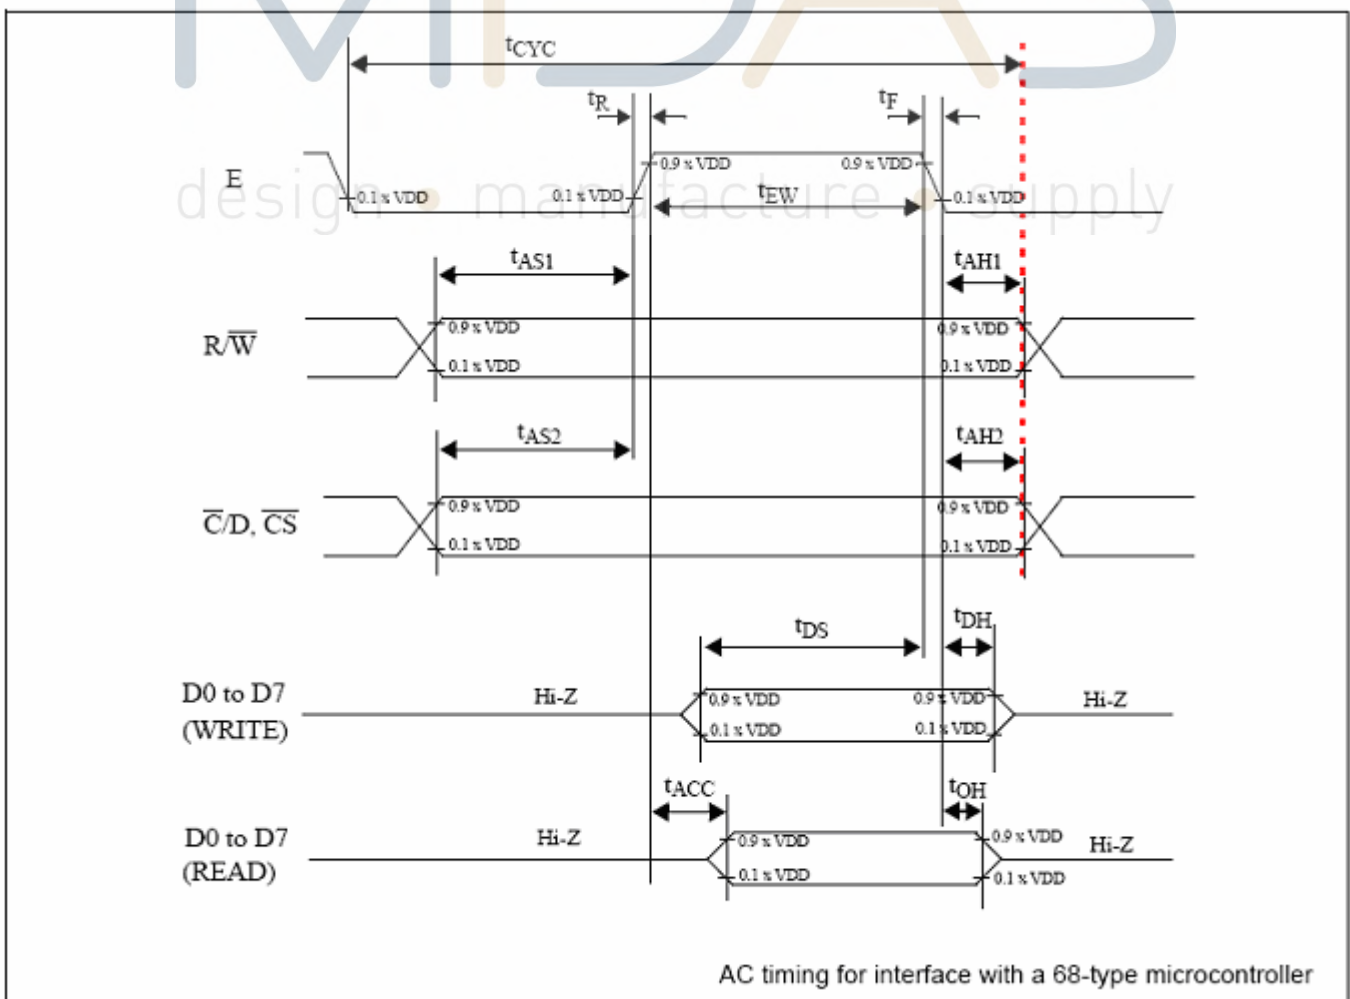 MIDAS
tCYC
tR
tF
E
0.9 x VDD
0.9 x VDD
0.1 x VDD
0.1 x VDD
tEW
0.1 x VDD
design • manufacture • supply
tAS1
tAH1
R/W̅
0.9 x VDD
0.9 x VDD
0.1 x VDD
0.1 x VDD
tAS2
tAH2
C̅/D, C̅S̅
0.9 x VDD
0.9 x VDD
0.1 x VDD
0.1 x VDD
tDS
tDH
D0 to D7
(WRITE)
Hi-Z
0.9 x VDD
0.9 x VDD
Hi-Z
0.1 x VDD
0.1 x VDD
tACC
tOH
D0 to D7
(READ)
Hi-Z
0.9 x VDD
0.9 x VDD
Hi-Z
0.1 x VDD
0.1 x VDD
AC timing for interface with a 68-type microcontroller